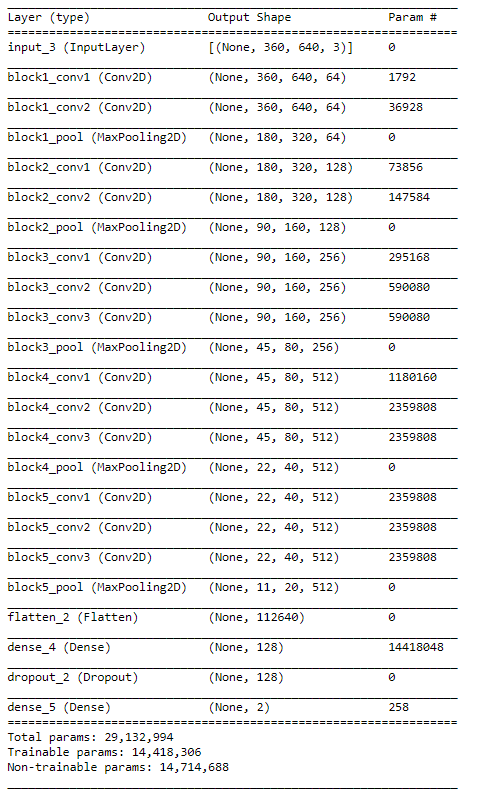 Layer (type) Output Shape Param #
input_3 (InputLayer) [(None, 360, 640, 3)] 0
block1_conv1 (Conv2D) (None, 360, 640, 64) 1792
block1_conv2 (Conv2D) (None, 360, 640, 64) 36928
block1_pool (MaxPooling2D) (None, 180, 320, 64) 0
block2_conv1 (Conv2D) (None, 180, 320, 128) 73856
block2_conv2 (Conv2D) (None, 180, 320, 128) 147584
block2_pool (MaxPooling2D) (None, 90, 160, 128) 0
block3_conv1 (Conv2D) (None, 90, 160, 256) 295168
block3_conv2 (Conv2D) (None, 90, 160, 256) 590080
block3_conv3 (Conv2D) (None, 90, 160, 256) 590080
block3_pool (MaxPooling2D) (None, 45, 80, 256) 0
block4_conv1 (Conv2D) (None, 45, 80, 512) 1180160
block4_conv2 (Conv2D) (None, 45, 80, 512) 2359808
block4_conv3 (Conv2D) (None, 45, 80, 512) 2359808
block4_pool (MaxPooling2D) (None, 22, 40, 512) 0
block5_conv1 (Conv2D) (None, 22, 40, 512) 2359808
block5_conv2 (Conv2D) (None, 22, 40, 512) 2359808
block5_conv3 (Conv2D) (None, 22, 40, 512) 2359808
block5_pool (MaxPooling2D) (None, 11, 20, 512) 0
flatten_2 (Flatten) (None, 112640) 0
dense_4 (Dense) (None, 128) 14418048
dropout_2 (Dropout) (None, 128) 0
dense_5 (Dense) (None, 2) 258
Total params: 29,132,994
Trainable params: 14,418,306
Non-trainable params: 14,714,688